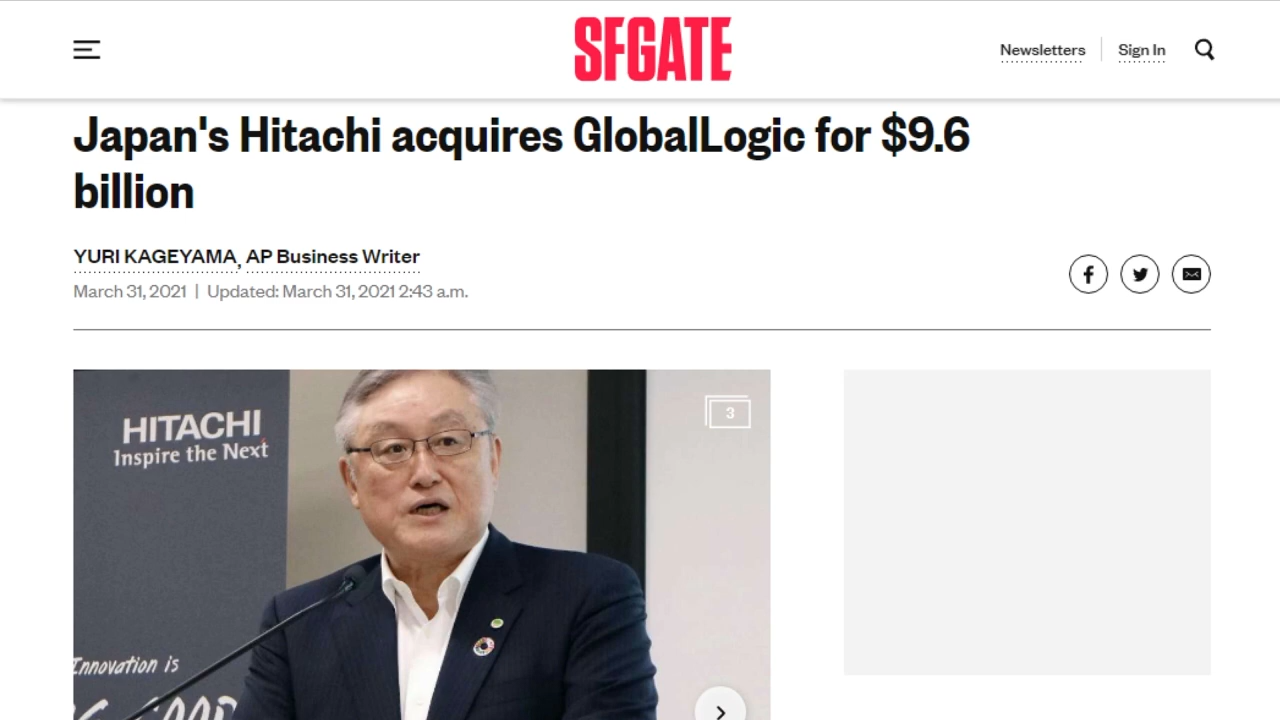 SFGATE
Newsletters
Sign In
Japan's Hitachi acquires GlobalLogic for $9.6
billion
YURI KAGEYAMA, AP Business Writer
March 31, 2021 | Updated: March 31, 2021 2:43 a.m.
3
HITACHI
Inspire the Next
Innovation is